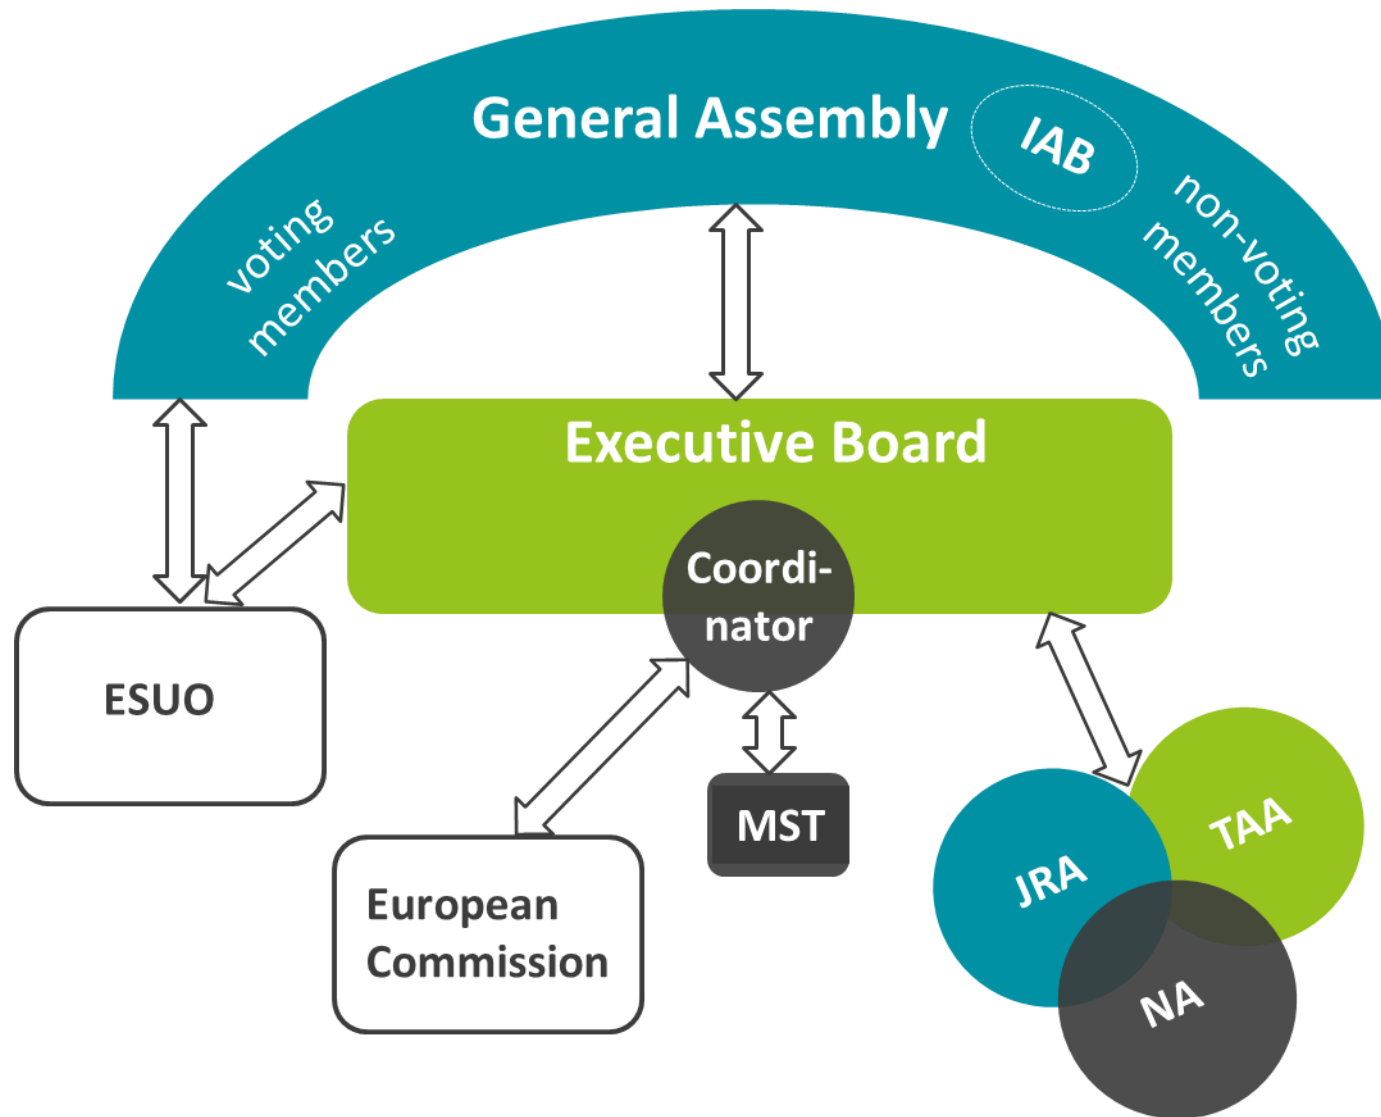 General Assembly
IAB
voting
members
non-voting
members
Executive Board
Coordi-
nator
ESUO
MST
European
Commission
JRA
TAA
NA